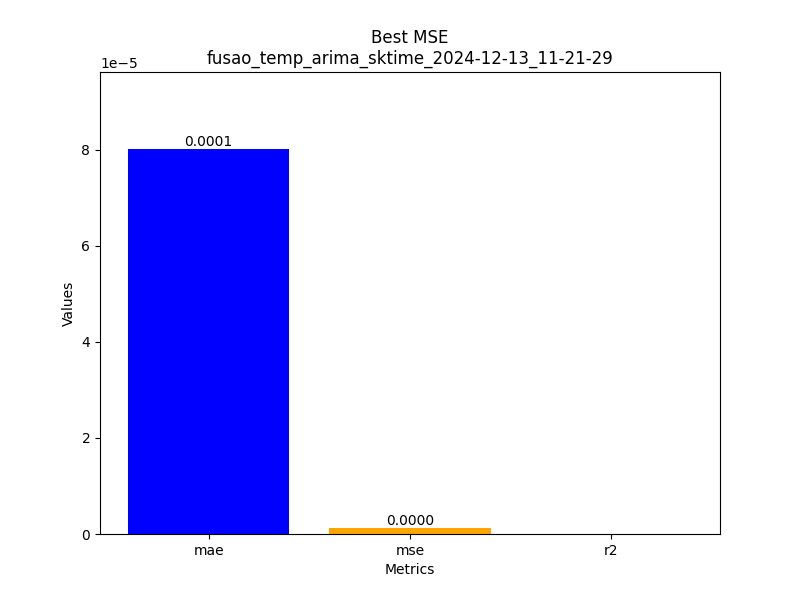 Best MSE
fusao_temp_arima_sktime_2024-12-13_11-21-29
1e−5
8
6
4
2
0
Values
0.0001
0.0000
mae
mse
r2
Metrics